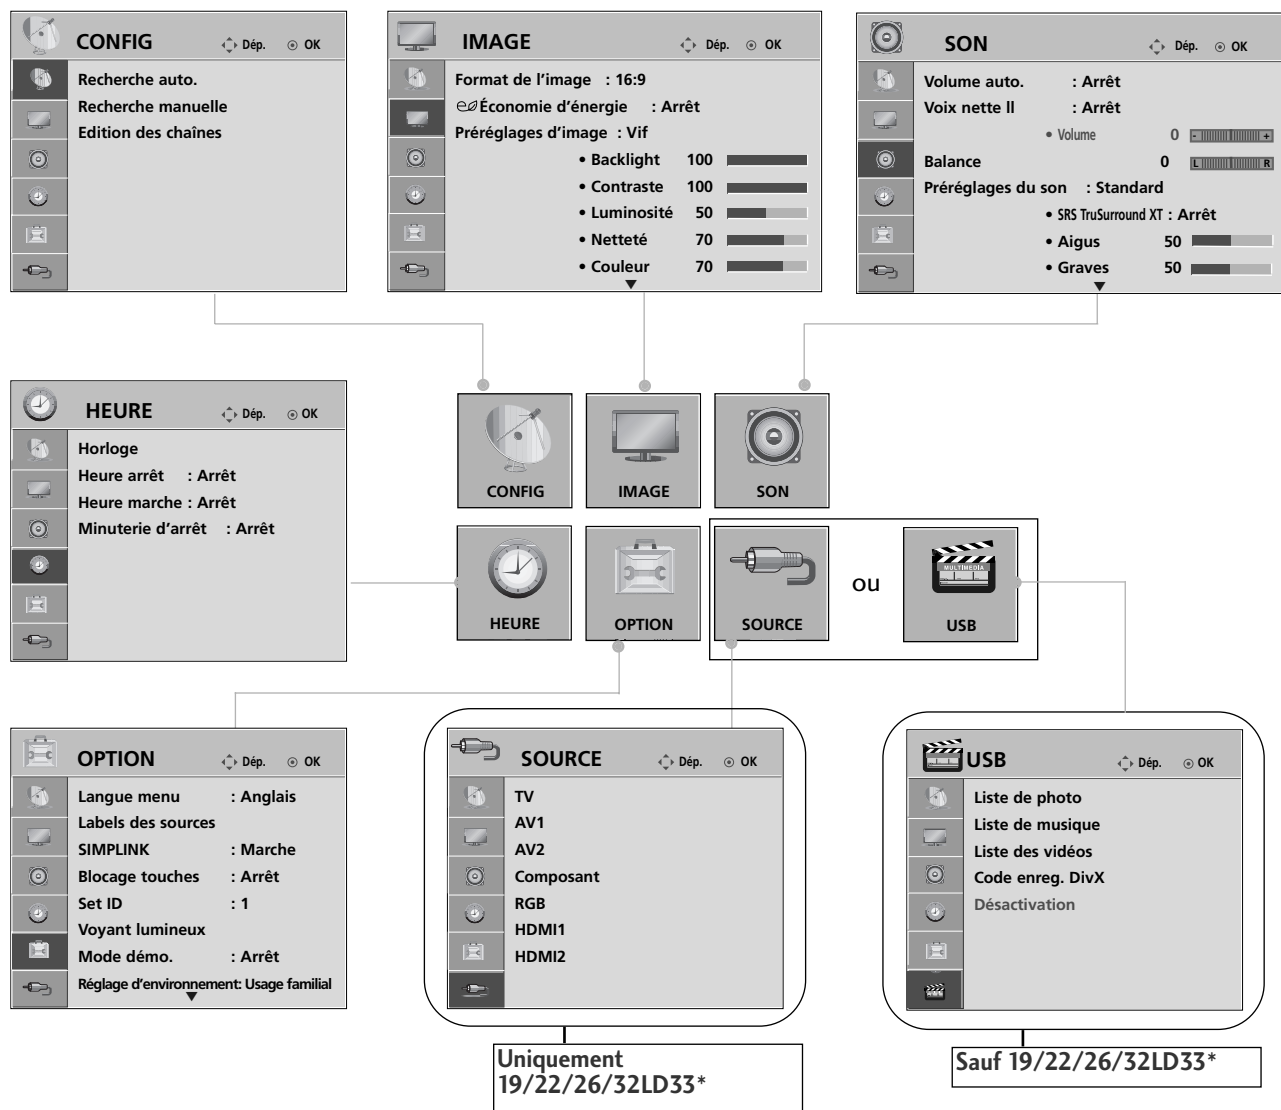 CONFIG
Dép. OK
Recherche auto.
Recherche manuelle
Edition des chaînes
IMAGE
Dép. OK
Format de l'image : 16:9
Économie d'énergie : Arrêt
Préréglages d'image : Vif
• Backlight 100
• Contraste 100
• Luminosité 50
• Netteté 70
• Couleur 70
SON
Dép. OK
Volume auto. : Arrêt
Voix nette ll : Arrêt
• Volume 0 - +
Balance 0 L R
Préréglages du son : Standard
• SRS TruSurround XT : Arrêt
• Aigus 50
• Graves 50
HEURE
Dép. OK
Horloge
Heure arrêt : Arrêt
Heure marche : Arrêt
Minuterie d'arrêt : Arrêt
CONFIG
IMAGE
SON
HEURE
OPTION
SOURCE
ou
MULTIMEDIA
USB
OPTION
Dép. OK
Langue menu : Anglais
Labels des sources
SIMPLINK : Marche
Blocage touches : Arrêt
Set ID : 1
Voyant lumineux
Mode démo. : Arrêt
Réglage d'environnement: Usage familial
SOURCE
Dép. OK
TV
AV1
AV2
Composant
RGB
HDMI1
HDMI2
Uniquement
19/22/26/32LD33*
USB
Dép. OK
Liste de photo
Liste de musique
Liste des vidéos
Code enreg. DivX
Désactivation
Sauf 19/22/26/32LD33*